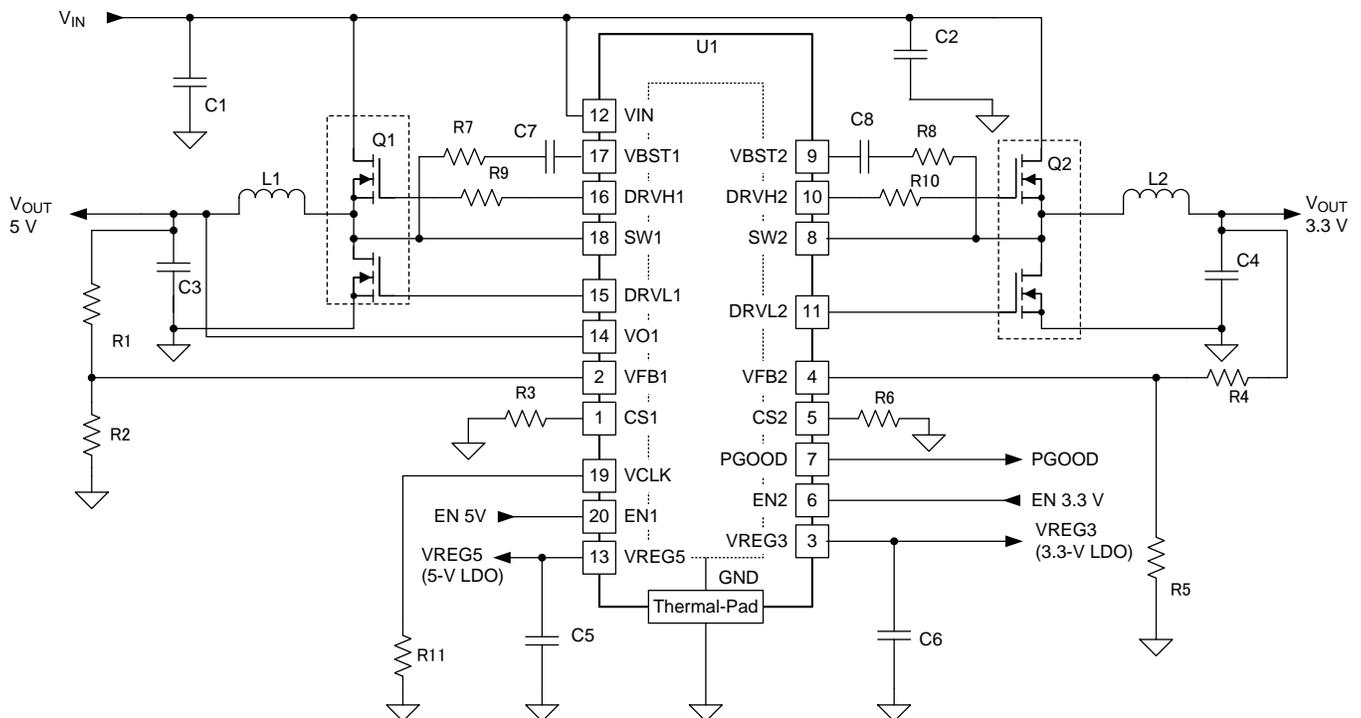 VIN
C1
U1
C2
12 VIN
Q1
R7
C7
17 VBST1
VBST2 9
C8
R8
Q2
R9
16 DRVH1
DRVH2 10
R10
L1
L2
VOUT
5 V
VOUT
3.3 V
18 SW1
SW2 8
C3
C4
15 DRVL1
DRVL2 11
R1
14 VO1
2 VFB1
VFB2 4
R4
R3
1 CS1
CS2 5
R6
R2
PGOOD 7
PGOOD
19 VCLK
EN2 6
EN 3.3 V
EN 5V
20 EN1
VREG3 3
VREG3
(3.3-V LDO)
VREG5
(5-V LDO)
13 VREG5
GND
R5
Thermal-Pad
C5
C6
R11